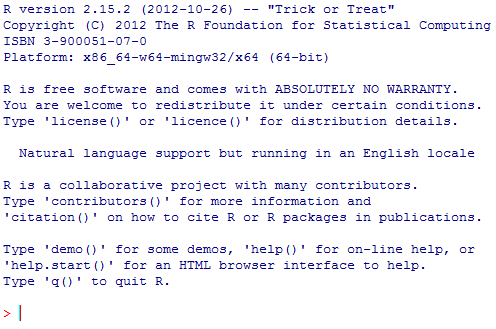 R version 2.15.2 (2012-10-26) -- "Trick or Treat"
Copyright (C) 2012 The R Foundation for Statistical Computing
ISBN 3-900051-07-0
Platform: x86_64-w64-mingw32/x64 (64-bit)
R is free software and comes with ABSOLUTELY NO WARRANTY.
You are welcome to redistribute it under certain conditions.
Type 'license()' or 'licence()' for distribution details.
Natural language support but running in an English locale
R is a collaborative project with many contributors.
Type 'contributors()' for more information and
'citation()' on how to cite R or R packages in publications.
Type 'demo()' for some demos, 'help()' for on-line help, or
'help.start()' for an HTML browser interface to help.
Type 'q()' to quit R.
>